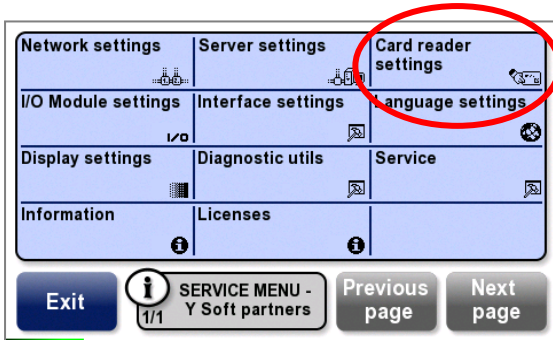 Network settings
Server settings
Card reader
settings
I/O Module settings
I/O
Interface settings
Language settings
Display settings
Diagnostic utils
Service
Information
Licenses
Exit
i
1/1
SERVICE MENU -
Y Soft partners
Previous
page
Next
page